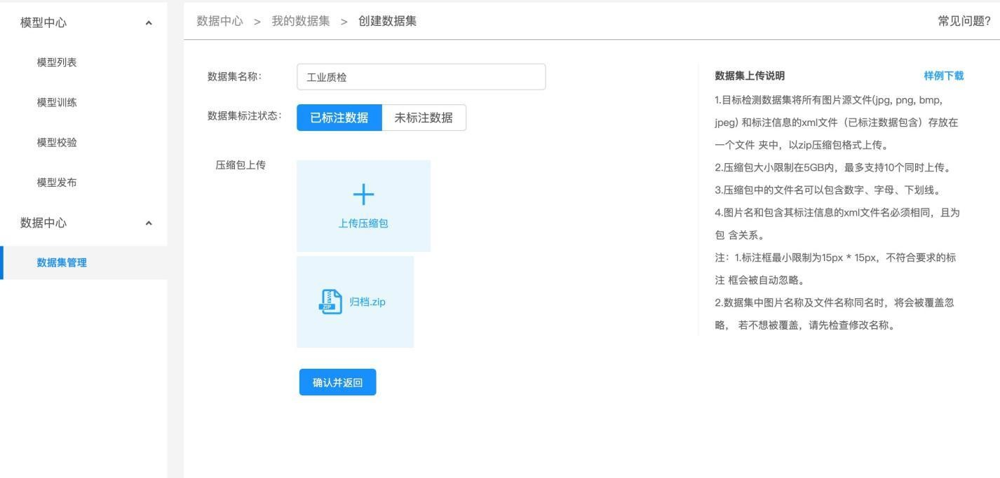 模型中心
模型列表
模型训练
模型校验
模型发布
数据中心
数据集管理
数据中心 > 我的数据集 > 创建数据集
常见问题?
数据集名称:
工业质检
数据集标注状态:
已标注数据
未标注数据
压缩包上传
上传压缩包
ZIP
归档.zip
确认并返回
数据集上传说明
样例下载
1.目标检测数据集将所有图片源文件(jpg, png, bmp,
jpeg) 和标注信息的xml文件（已标注数据包含）存放在
一个文件 夹中，以zip压缩包格式上传。
2.压缩包大小限制在5GB内，最多支持10个同时上传。
3.压缩包中的文件名可以包含数字、字母、下划线。
4.图片名和包含其标注信息的xml文件名必须相同，且为
包 含关系。
注：1.标注框最小限制为15px * 15px，不符合要求的标
注 框会被自动忽略。
2.数据集中图片名称及文件名称同名时，将会被覆盖忽
略， 若不想被覆盖，请先检查修改名称。